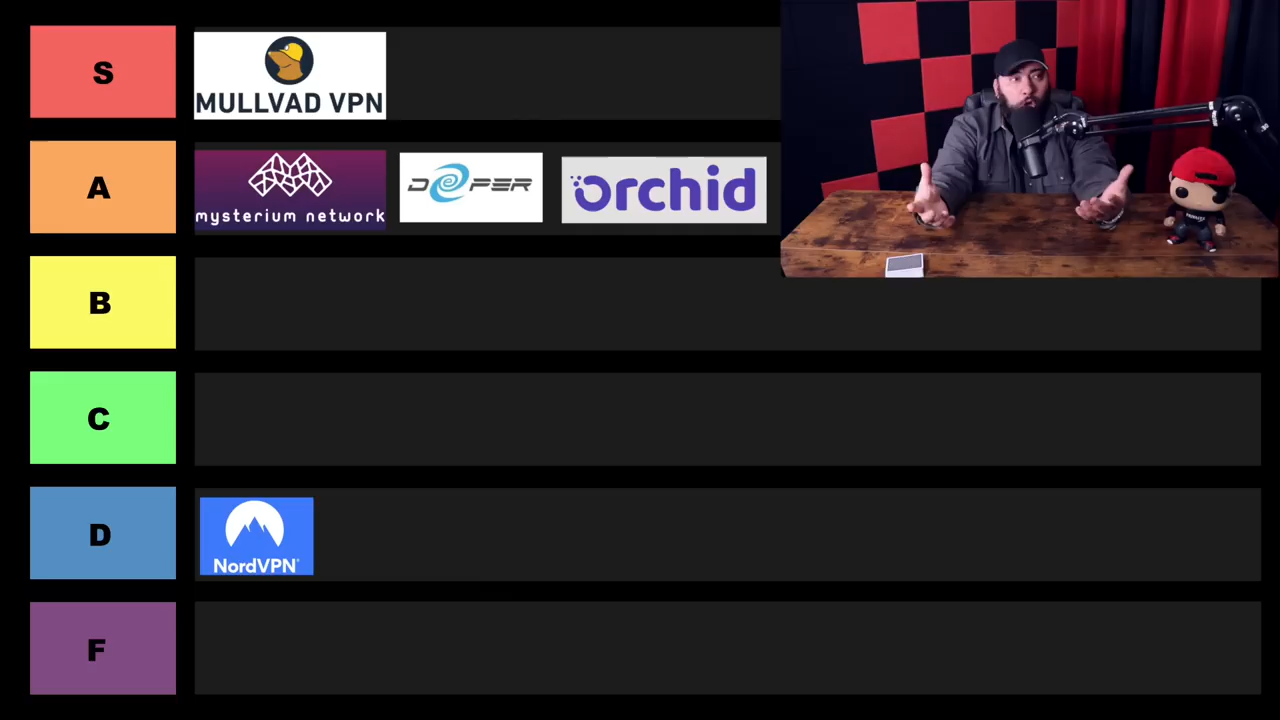 S
MULLVAD VPN
A
mysterium network
DEEPER
orchid
B
C
D
NordVPN®
F